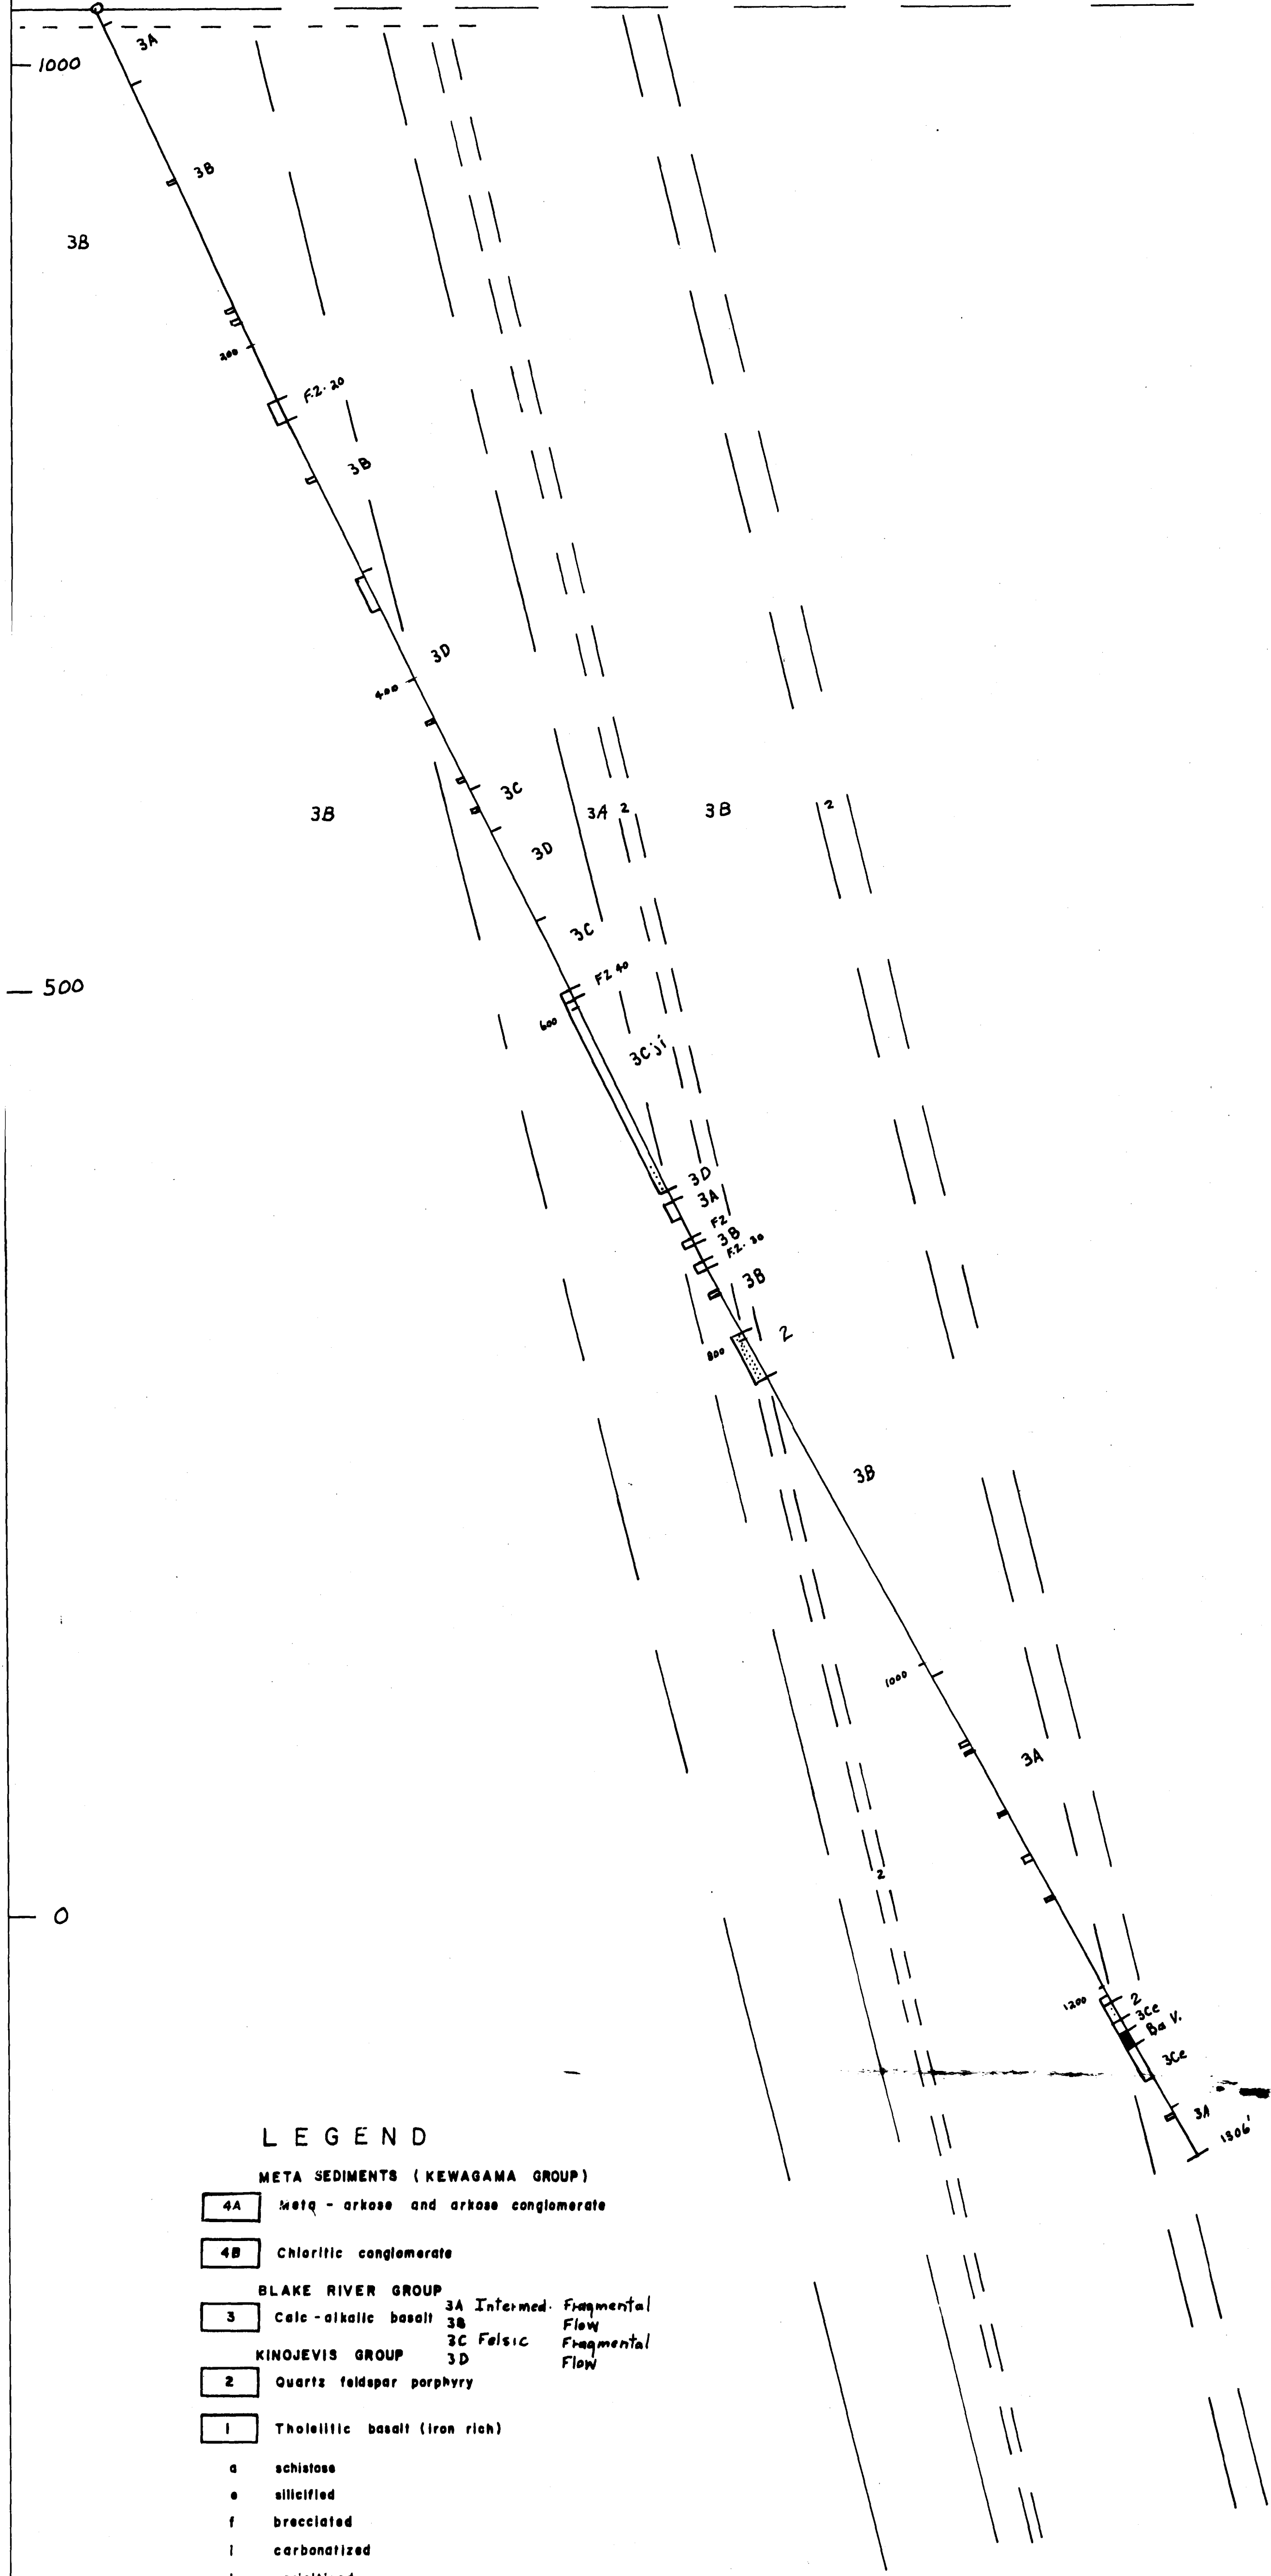 3A
1000
3B
3B
200
F.Z. 20
3B
3D
400
3C
3B
3A 2 3B 2
3D
3C
F.Z 40
500
600
3Cji
3D
3A
F.Z
3B
F.Z. 30
3B
2
800
3B
1000
3A
2
0
1200
2
3Ce
Ba V.
3Ce
3A
1306'
LEGEND
META SEDIMENTS (KEWAGAMA GROUP)
4A Meta - arkose and arkose conglomerate
4B Chloritic conglomerate
BLAKE RIVER GROUP
3 Calc-alkalic basalt
3A Intermed. Fragmental
3B Flow
3C Felsic Fragmental
3D Flow
KINOJEVIS GROUP
2 Quartz feldspar porphyry
1 Tholeiitic basalt (iron rich)
a schistose
e silicified
f brecciated
i carbonatized